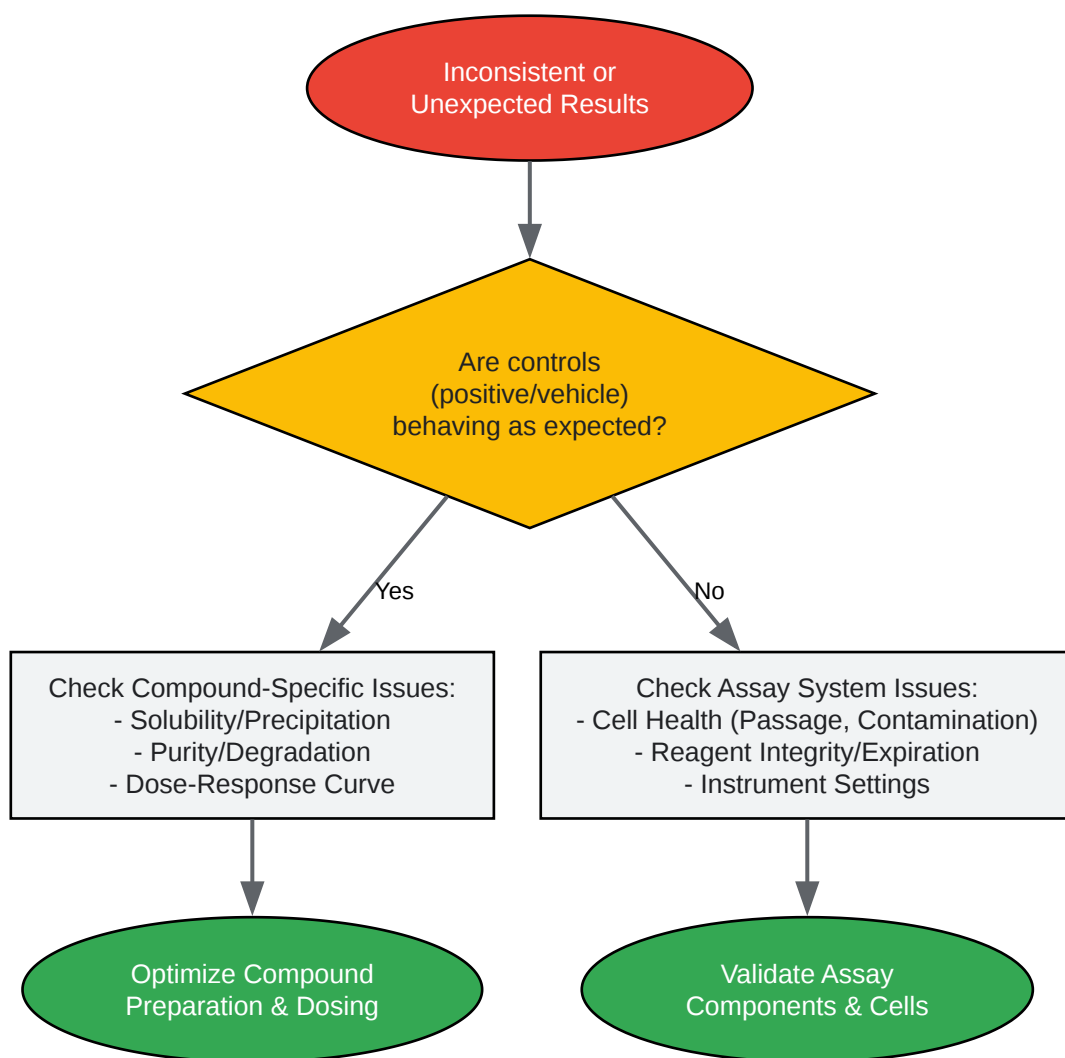 Inconsistent or
Unexpected Results
Are controls
(positive/vehicle)
behaving as expected?
Yes
No
Check Compound-Specific Issues:
- Solubility/Precipitation
- Purity/Degradation
- Dose-Response Curve
Check Assay System Issues:
- Cell Health (Passage, Contamination)
- Reagent Integrity/Expiration
- Instrument Settings
Optimize Compound
Preparation & Dosing
Validate Assay
Components & Cells